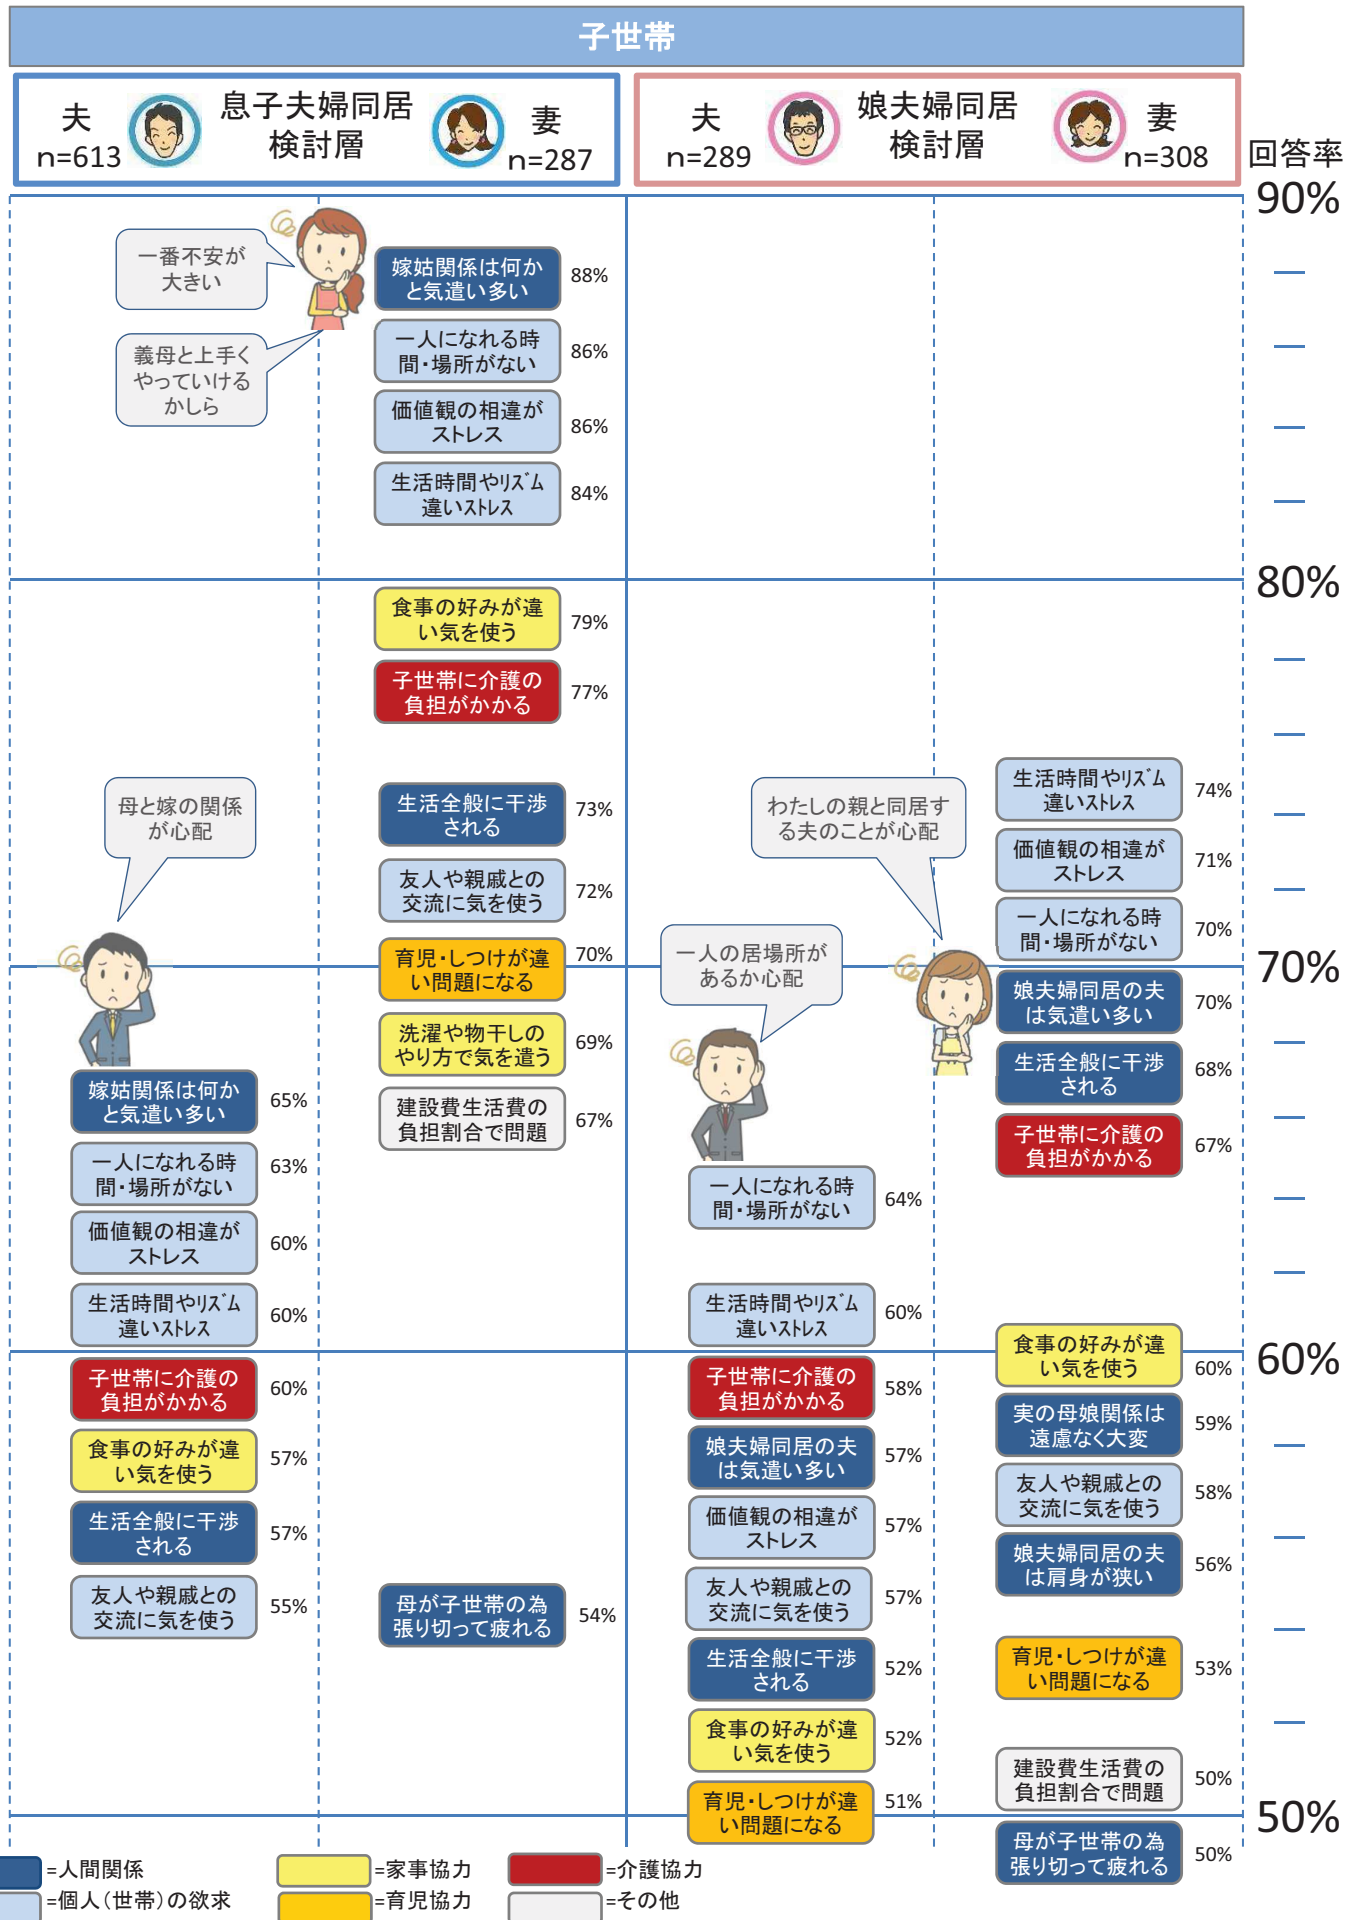 子世帯
夫
n=613
息子夫婦同居
検討層
妻
n=287
夫
n=289
娘夫婦同居
検討層
妻
n=308
回答率
90%
80%
70%
60%
50%
一番不安が
大きい
義母と上手く
やっていける
かしら
母と嫁の関係
が心配
嫁姑関係は何か
と気遣い多い
65%
一人になれる時
間・場所がない
63%
価値観の相違が
ストレス
60%
生活時間やリズム
違いストレス
60%
子世帯に介護の
負担がかかる
60%
食事の好みが違
い気を使う
57%
生活全般に干渉
される
57%
友人や親戚との
交流に気を使う
55%
嫁姑関係は何か
と気遣い多い
88%
一人になれる時
間・場所がない
86%
価値観の相違が
ストレス
86%
生活時間やリズム
違いストレス
84%
食事の好みが違
い気を使う
79%
子世帯に介護の
負担がかかる
77%
生活全般に干渉
される
73%
友人や親戚との
交流に気を使う
72%
育児・しつけが違
い問題になる
70%
洗濯や物干しの
やり方で気を遣う
69%
建設費生活費の
負担割合で問題
67%
母が子世帯の為
張り切って疲れる
54%
一人の居場所が
あるか心配
一人になれる時
間・場所がない
64%
生活時間やリズム
違いストレス
60%
子世帯に介護の
負担がかかる
58%
娘夫婦同居の夫
は気遣い多い
57%
価値観の相違が
ストレス
57%
友人や親戚との
交流に気を使う
57%
生活全般に干渉
される
52%
食事の好みが違
い気を使う
52%
育児・しつけが違
い問題になる
51%
わたしの親と同居す
る夫のことが心配
生活時間やリズム
違いストレス
74%
価値観の相違が
ストレス
71%
一人になれる時
間・場所がない
70%
娘夫婦同居の夫
は気遣い多い
70%
生活全般に干渉
される
68%
子世帯に介護の
負担がかかる
67%
食事の好みが違
い気を使う
60%
実の母娘関係は
遠慮なく大変
59%
友人や親戚との
交流に気を使う
58%
娘夫婦同居の夫
は肩身が狭い
56%
育児・しつけが違
い問題になる
53%
建設費生活費の
負担割合で問題
50%
母が子世帯の為
張り切って疲れる
50%
=人間関係
=家事協力
=介護協力
=個人（世帯）の欲求
=育児協力
=その他